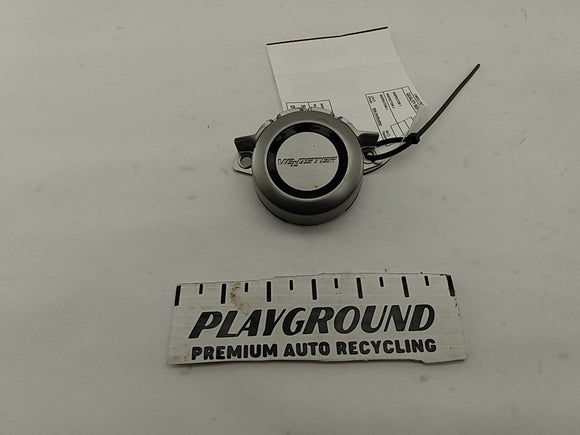 VELOSTER
PLAYGROUND
PREMIUM AUTO RECYCLING